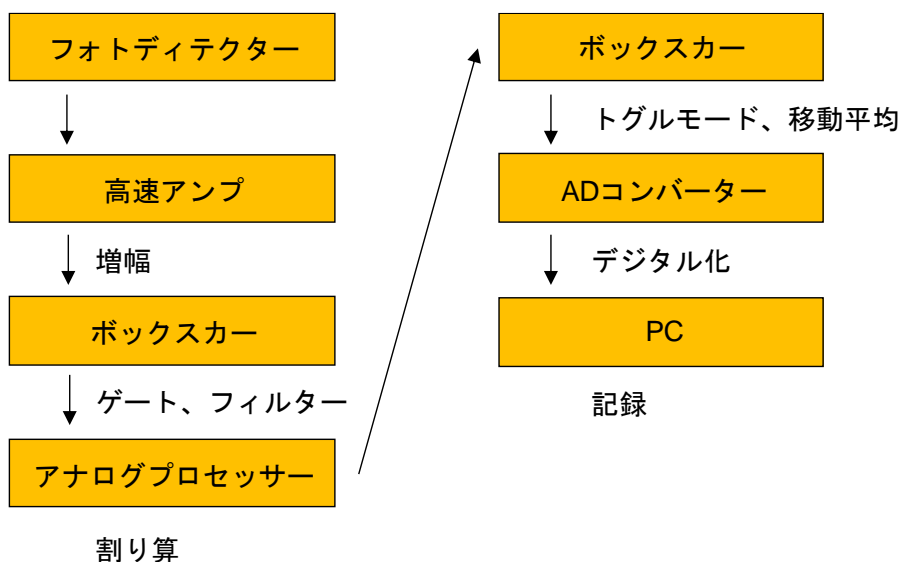 フォトディテクター
高速アンプ
増幅
ボックスカー
ゲート、フィルター
アナログプロセッサー
割り算
ボックスカー
トグルモード、移動平均
ADコンバーター
デジタル化
PC
記録